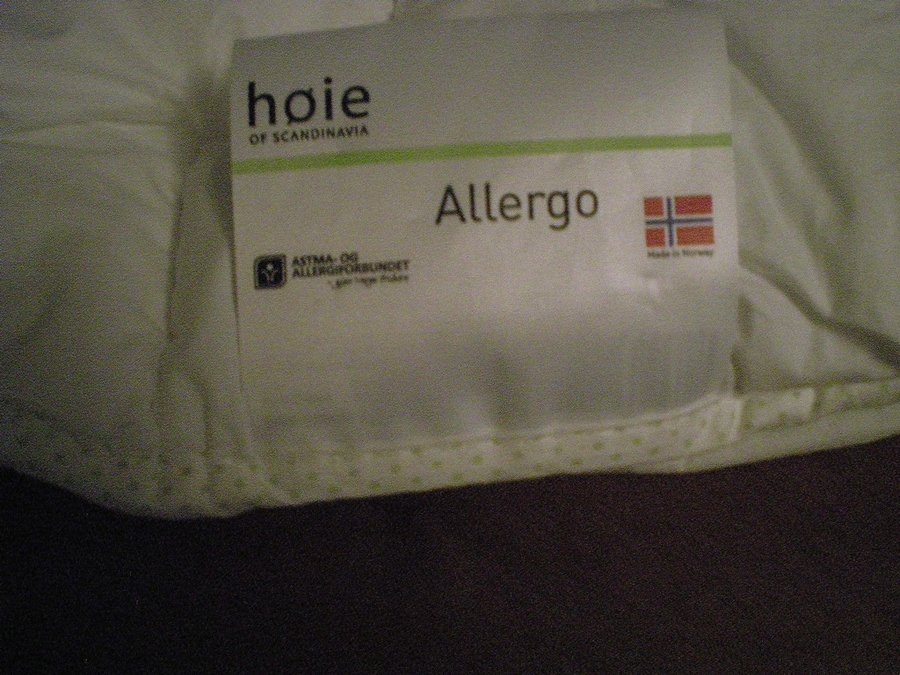 høie
OF SCANDINAVIA
Allergo
Made in Norway
ASTMA- OG
ALLERGIFORBUNDET